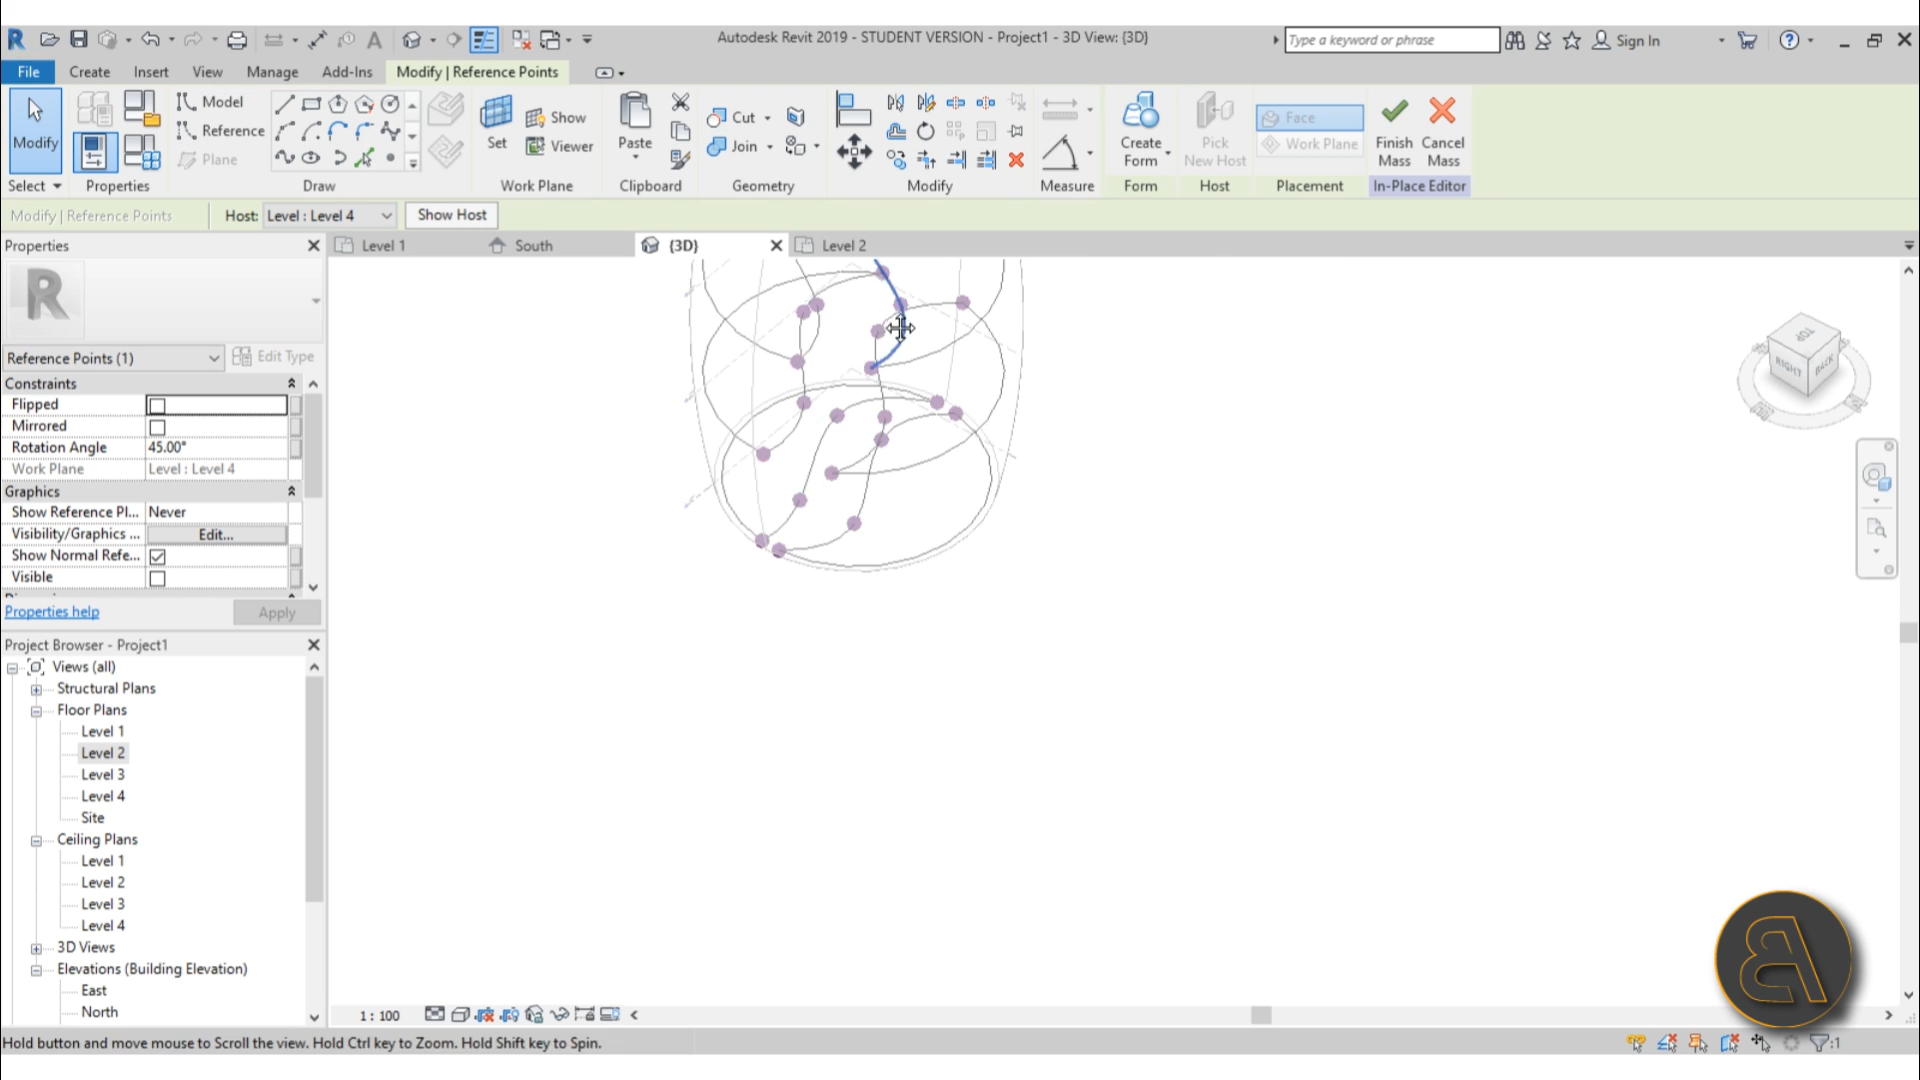 Autodesk Revit 2019 - STUDENT VERSION - Project1 - 3D View: {3D}
Type a keyword or phrase
Sign In
File Create Insert View Manage Add-Ins Modify | Reference Points
Modify
Model
Reference
Plane
Set
Show
Viewer
Paste
Cut
Join
Create Form
Pick New Host
Face
Work Plane
Finish Mass
Cancel Mass
Select Properties Draw Work Plane Clipboard Geometry Modify Measure Form Host Placement In-Place Editor
Modify | Reference Points Host: Level : Level 4 Show Host
Properties
Level 1 South {3D} Level 2
R
Reference Points (1) Edit Type
Constraints
Flipped
Mirrored
Rotation Angle 45.00°
Work Plane Level : Level 4
Graphics
Show Reference Pl... Never
Visibility/Graphics ... Edit...
Show Normal Refe...
Visible
Properties help Apply
Project Browser - Project1
Views (all)
Structural Plans
Floor Plans
Level 1
Level 2
Level 3
Level 4
Site
Ceiling Plans
Level 1
Level 2
Level 3
Level 4
3D Views
Elevations (Building Elevation)
East
North
TOP
RIGHT
BACK
1 : 100
Hold button and move mouse to Scroll the view. Hold Ctrl key to Zoom. Hold Shift key to Spin.
:1